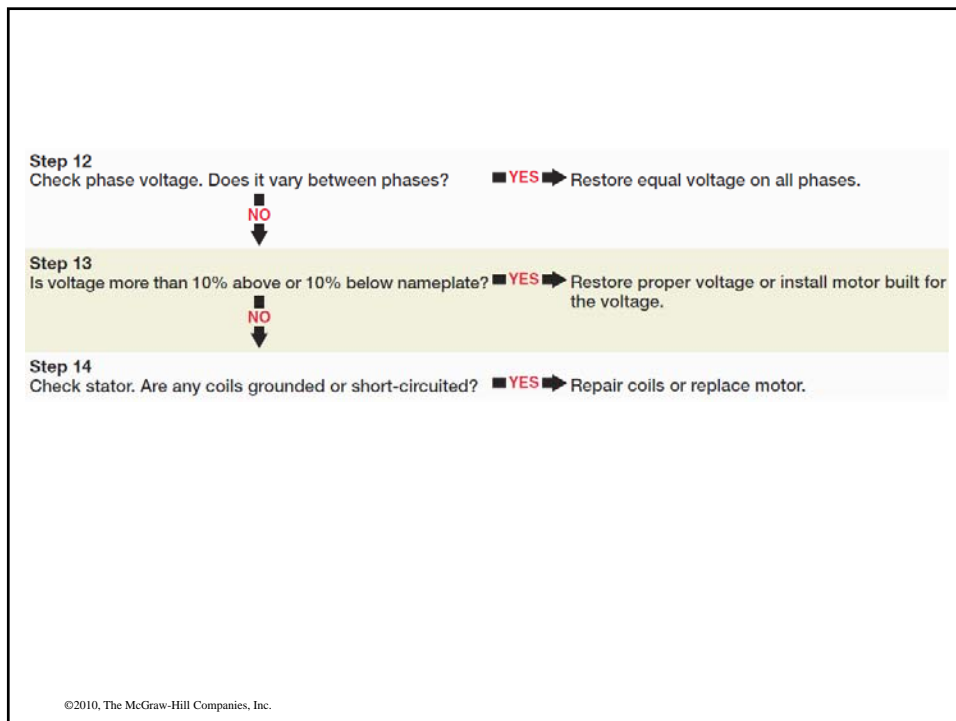 Step 12
Check phase voltage. Does it vary between phases? YES Restore equal voltage on all phases.
NO
Step 13
Is voltage more than 10% above or 10% below nameplate? YES Restore proper voltage or install motor built for
the voltage.
NO
Step 14
Check stator. Are any coils grounded or short-circuited? YES Repair coils or replace motor.
©2010, The McGraw-Hill Companies, Inc.